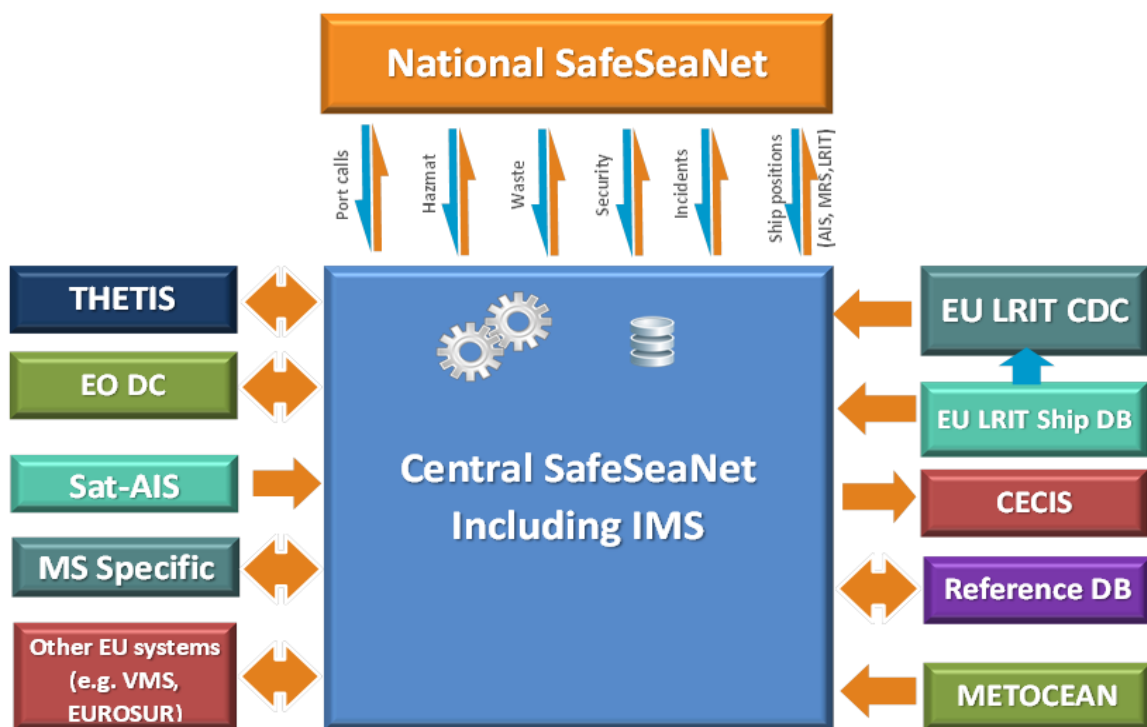 National SafeSeaNet
Port calls
Hazmat
Waste
Security
Incidents
Ship positions
(AIS, MRS,LRIT)
THETIS
EO DC
Sat-AIS
MS Specific
Other EU systems
(e.g. VMS,
EUROSUR)
Central SafeSeaNet
Including IMS
EU LRIT CDC
EU LRIT Ship DB
CECIS
Reference DB
METOCEAN